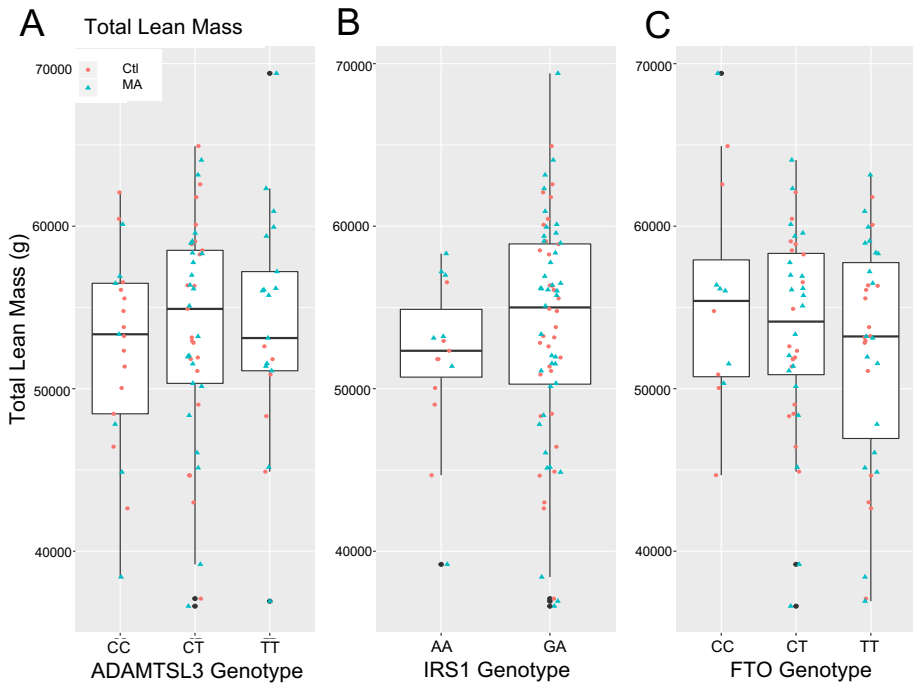 A
B
C
Total Lean Mass
Ctl
MA
Total Lean Mass (g)
70000
60000
50000
40000
CC
CT
TT
ADAMTSL3 Genotype
70000
60000
50000
40000
AA
GA
IRS1 Genotype
70000
60000
50000
40000
CC
CT
TT
FTO Genotype